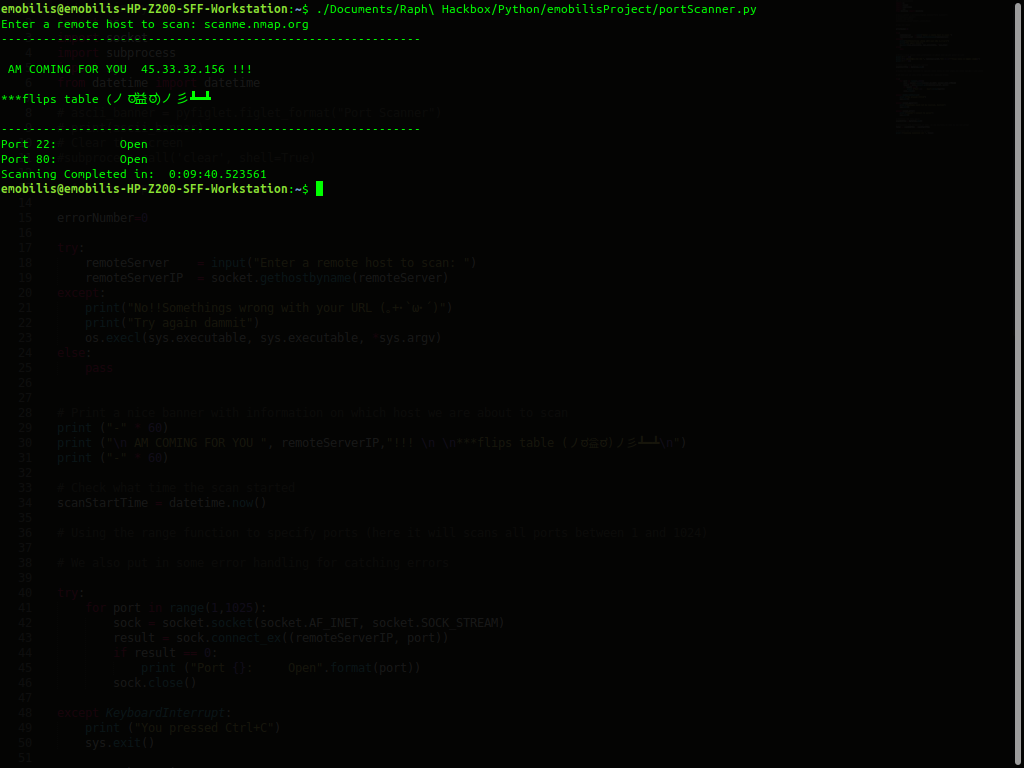 emobilis@emobilis-HP-Z200-SFF-Workstation:~$ ./Documents/Raph\ Hackbox/Python/emobilisProject/portScanner.py
Enter a remote host to scan: scanme.nmap.org
------------------------------------------------------------
4 import subprocess
 AM COMING FOR YOU  45.33.32.156 !!!
from datetime import datetime
***flips table (ノಠ益ಠ)ノ彡┻━┻
------------------------------------------------------------
Port 22:         Open
Port 80:         Open
Scanning Completed in:  0:09:40.523561
emobilis@emobilis-HP-Z200-SFF-Workstation:~$
14
15 errorNumber=0
16
17 try:
18 remoteServer    = input("Enter a remote host to scan: ")
19 remoteServerIP  = socket.gethostbyname(remoteServer)
20 except:
21 print("No!!Somethings wrong with your URL
22 print("Try again dammit")
23 os.execl(sys.executable, sys.executable, *sys.argv)
24 else:
25 pass
26
27
28 # Print a nice banner with information on which host we are about to scan
29 print ("-" * 60)
30 print ("\n AM COMING FOR YOU ", remoteServerIP,"!!! \n \n***flips table (ノಠ益ಠ)ノ彡┻━┻\n")
31 print ("-" * 60)
32
33 # Check what time the scan started
34 scanStartTime = datetime.now()
35
36 # Using the range function to specify ports (here it will scans all ports between 1 and 1024)
37
38 # We also put in some error handling for catching errors
39
40 try:
41 for port in range(1,1025):
42 sock = socket.socket(socket.AF_INET, socket.SOCK_STREAM)
43 result = sock.connect_ex((remoteServerIP, port))
44 if result == 0:
45 print ("Port {}:     Open".format(port))
46 sock.close()
47
48 except KeyboardInterrupt:
49 print ("You pressed Ctrl+C")
50 sys.exit()
51